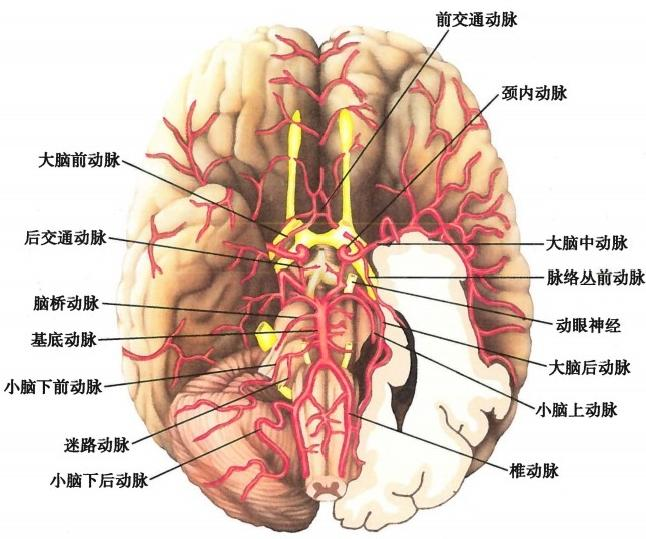 前交通动脉
颈内动脉
大脑前动脉
后交通动脉
大脑中动脉
脉络丛前动脉
脑桥动脉
动眼神经
基底动脉
大脑后动脉
小脑下前动脉
小脑上动脉
迷路动脉
椎动脉
小脑下后动脉